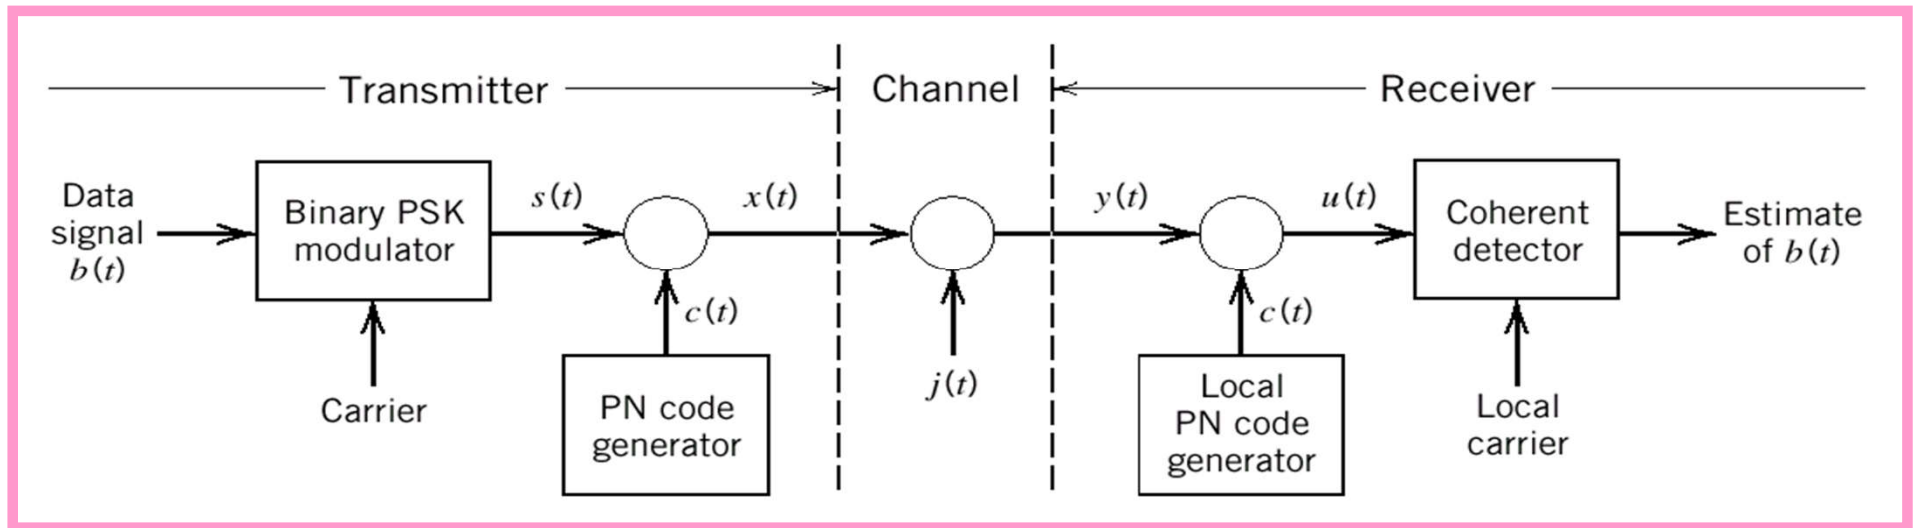 Transmitter
Channel
Receiver
Data
signal
b(t)
Binary PSK
modulator
s(t)
x(t)
y(t)
u(t)
Coherent
detector
Estimate
of b(t)
Carrier
c(t)
PN code
generator
j(t)
c(t)
Local
PN code
generator
Local
carrier